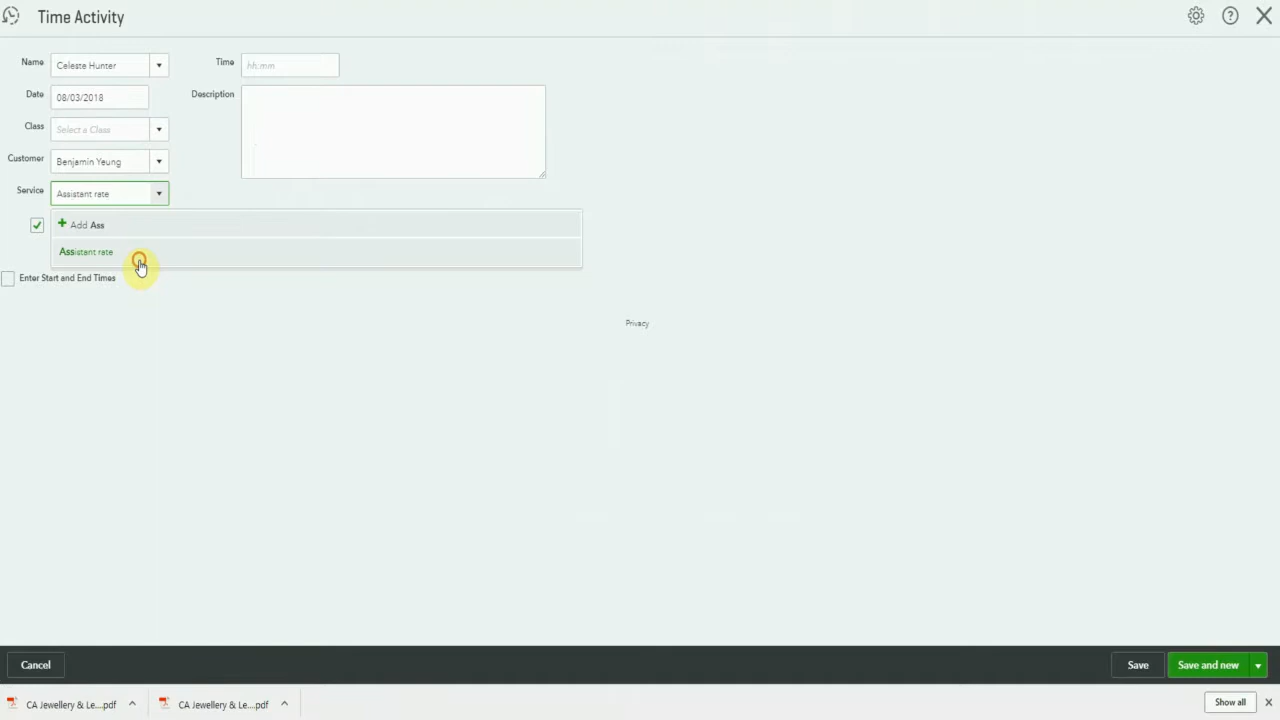 Time Activity
Name Celeste Hunter
Time hh:mm
Date 08/03/2018
Description
Class Select a Class
Customer Benjamin Yeung
Service Assistant rate
+ Add Ass
Assistant rate
Enter Start and End Times
Privacy
Cancel
Save
Save and new
CA Jewellery & Le....pdf
CA Jewellery & Le....pdf
Show all